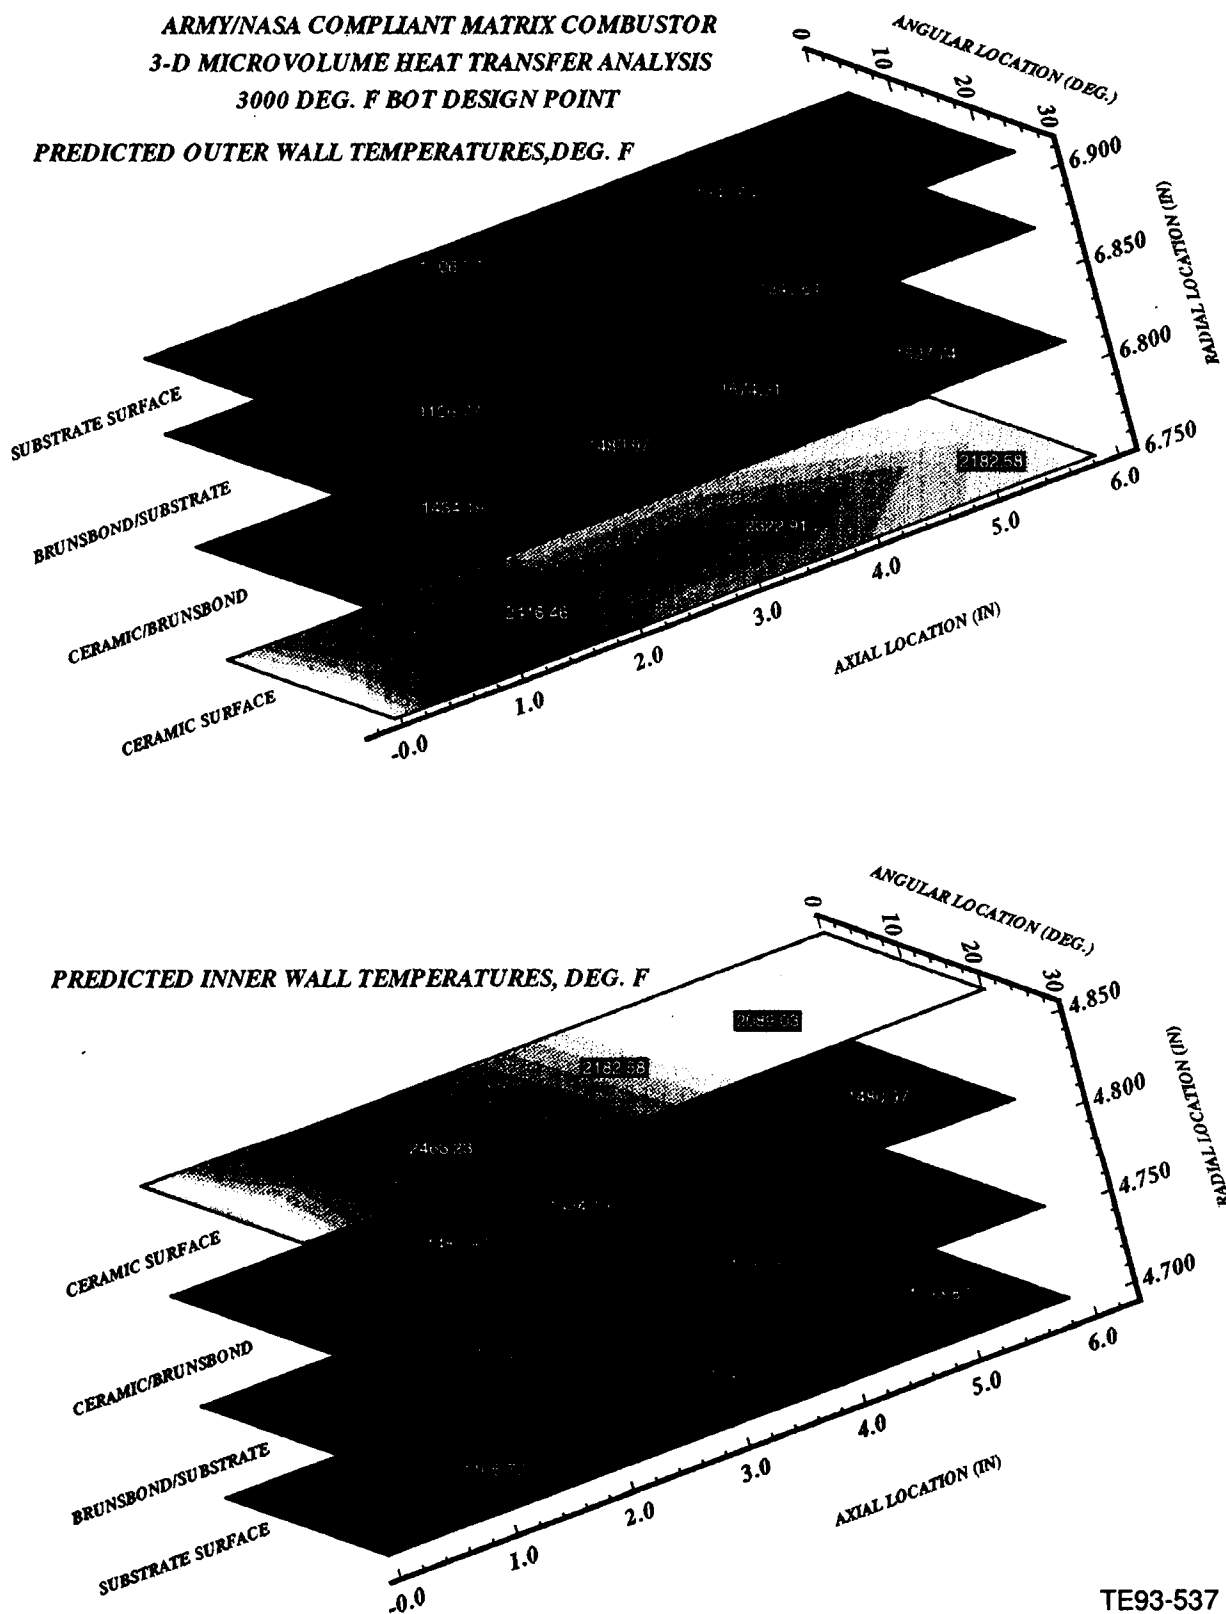 ARMY/NASA COMPLIANT MATRIX COMBUSTOR
3-D MICROVOLUME HEAT TRANSFER ANALYSIS
3000 DEG. F BOT DESIGN POINT
PREDICTED OUTER WALL TEMPERATURES,DEG. F
ANGULAR LOCATION (DEG.)
0
10
20
30
6.900
6.850
6.800
6.750
RADIAL LOCATION (IN)
SUBSTRATE SURFACE
BRUNSBOND/SUBSTRATE
CERAMIC/BRUNSBOND
CERAMIC SURFACE
2182.58
2322.91
2418.46
-0.0
1.0
2.0
3.0
4.0
5.0
6.0
AXIAL LOCATION (IN)
PREDICTED INNER WALL TEMPERATURES, DEG. F
ANGULAR LOCATION (DEG.)
0
10
20
30
4.850
4.800
4.750
4.700
RADIAL LOCATION (IN)
2182.58
CERAMIC SURFACE
CERAMIC/BRUNSBOND
BRUNSBOND/SUBSTRATE
SUBSTRATE SURFACE
-0.0
1.0
2.0
3.0
4.0
5.0
6.0
AXIAL LOCATION (IN)
TE93-537